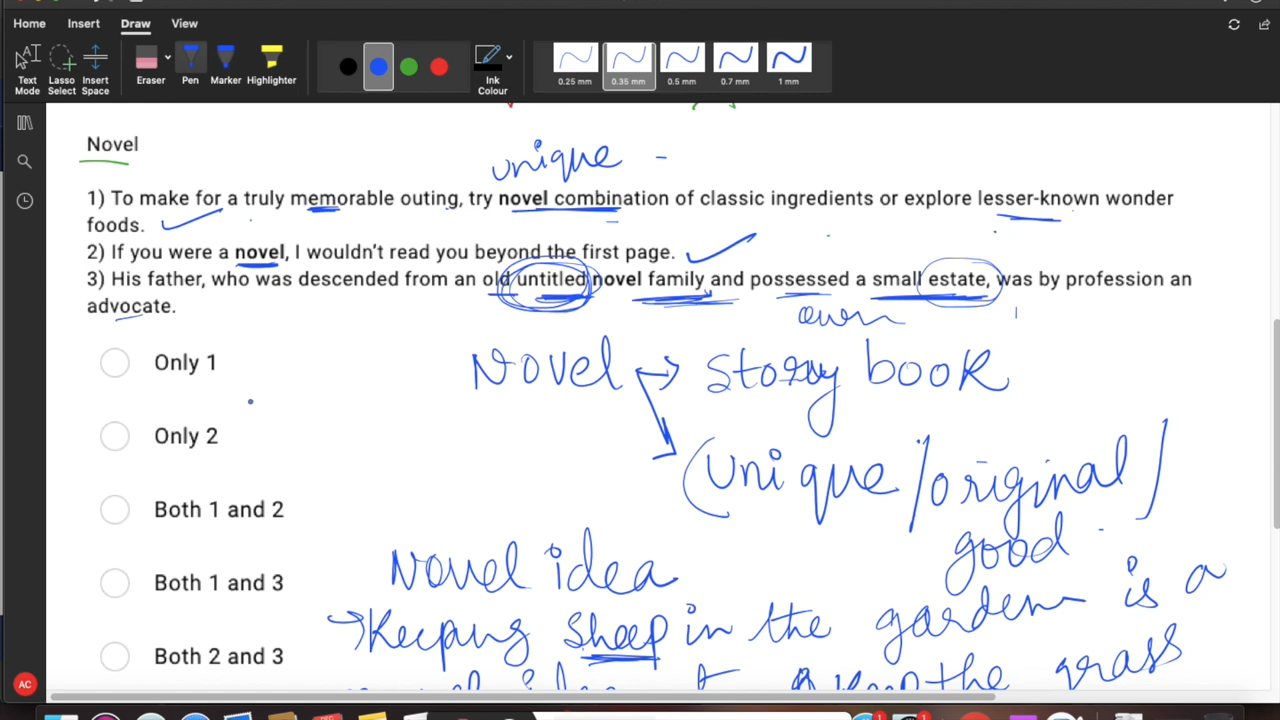 Home Insert Draw View
Text Mode Lasso Select Insert Space Eraser Pen Marker Highlighter Ink Colour 0.25 mm 0.35 mm 0.5 mm 0.7 mm 1 mm
Novel
unique -
1) To make for a truly memorable outing, try novel combination of classic ingredients or explore lesser-known wonder
foods.
2) If you were a novel, I wouldn't read you beyond the first page.
3) His father, who was descended from an old untitled novel family and possessed a small estate, was by profession an
advocate.
own
Only 1
Novel → Story book
Only 2
(unique/original/
good
Both 1 and 2
Novel idea
Both 1 and 3
→ Keeping sheep in the garden is a
Both 2 and 3
the grass
AC